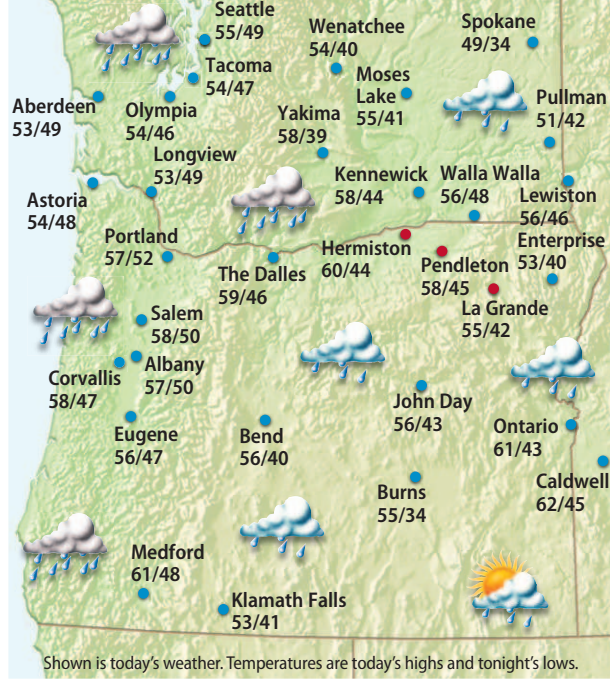 Seattle
55/49
Wenatchee
54/40
Spokane
49/34
Tacoma
54/47
Moses
Lake
55/41
Aberdeen
53/49
Olympia
54/46
Yakima
58/39
Pullman
51/42
Longview
53/49
Kennewick
58/44
Walla Walla
56/48
Lewiston
56/46
Astoria
54/48
Portland
57/52
The Dalles
59/46
Hermiston
60/44
Pendleton
58/45
Enterprise
53/40
La Grande
55/42
Salem
58/50
Albany
57/50
Corvallis
58/47
Eugene
56/47
Bend
56/40
John Day
56/43
Ontario
61/43
Caldwell
62/45
Burns
55/34
Medford
61/48
Klamath Falls
53/41
Shown is today's weather. Temperatures are today's highs and tonight's lows.